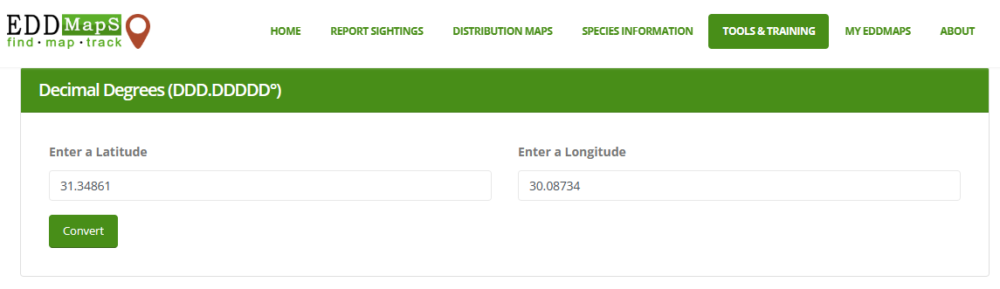 EDDMapS
find · map · track
HOME REPORT SIGHTINGS DISTRIBUTION MAPS SPECIES INFORMATION TOOLS & TRAINING MY EDDMAPS ABOUT
Decimal Degrees (DDD.DDDDD°)
Enter a Latitude Enter a Longitude
31.34861 30.08734
Convert